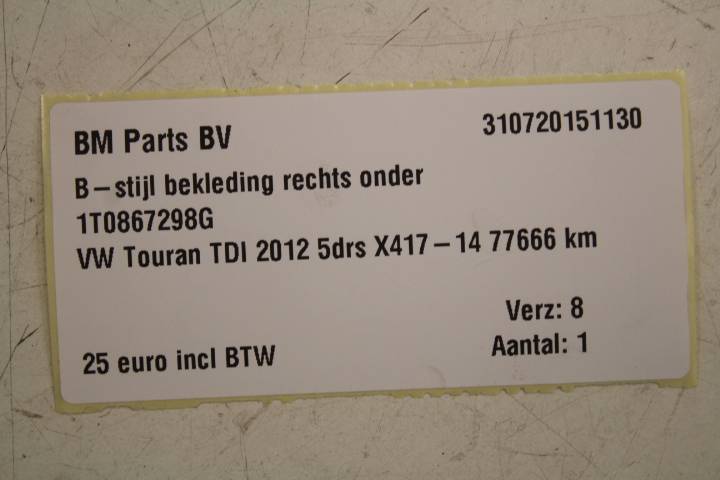 BM Parts BV 310720151130
B-stijl bekleding rechts onder
1T0867298G
VW Touran TDI 2012 5drs X417-14 77666 km
Verz: 8
25 euro incl BTW Aantal: 1